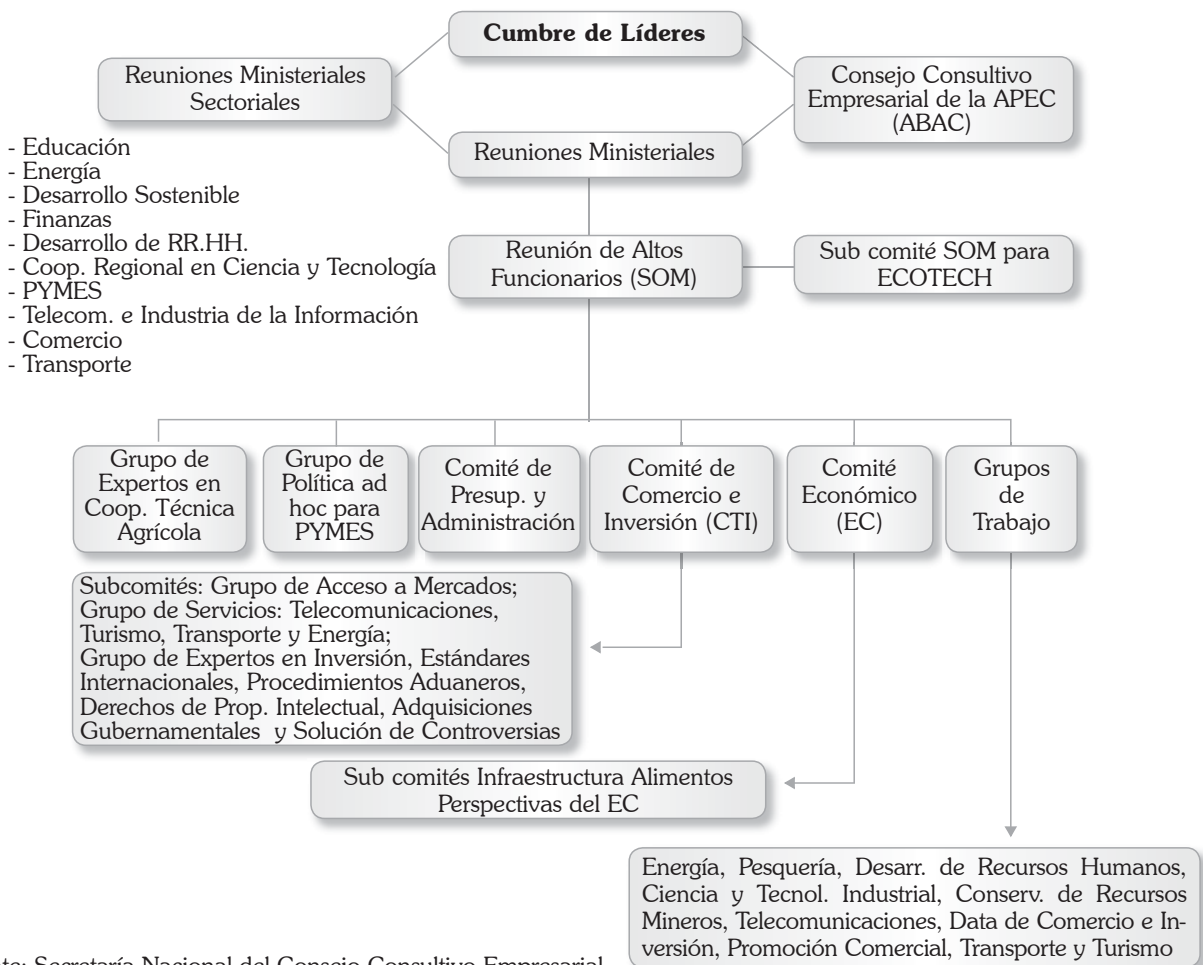 Cumbre de Líderes
Reuniones Ministeriales
Sectoriales
Consejo Consultivo
Empresarial de la APEC
(ABAC)
Reuniones Ministeriales
- Educación
- Energía
- Desarrollo Sostenible
- Finanzas
- Desarrollo de RR.HH.
- Coop. Regional en Ciencia y Tecnología
- PYMES
- Telecom. e Industria de la Información
- Comercio
- Transporte
Reunión de Altos
Funcionarios (SOM)
Sub comité SOM para
ECOTECH
Grupo de
Expertos en
Coop. Técnica
Agrícola
Grupo de
Política ad
hoc para
PYMES
Comité de
Presup. y
Administración
Comité de
Comercio e
Inversión (CTI)
Comité
Económico
(EC)
Grupos
de
Trabajo
Subcomités: Grupo de Acceso a Mercados;
Grupo de Servicios: Telecomunicaciones,
Turismo, Transporte y Energía;
Grupo de Expertos en Inversión, Estándares
Internacionales, Procedimientos Aduaneros,
Derechos de Prop. Intelectual, Adquisiciones
Gubernamentales y Solución de Controversias
Sub comités Infraestructura Alimentos
Perspectivas del EC
Energía, Pesquería, Desarr. de Recursos Humanos,
Ciencia y Tecnol. Industrial, Conserv. de Recursos
Mineros, Telecomunicaciones, Data de Comercio e In-
versión, Promoción Comercial, Transporte y Turismo
Secretaría Nacional del Consejo Consultivo Empresarial